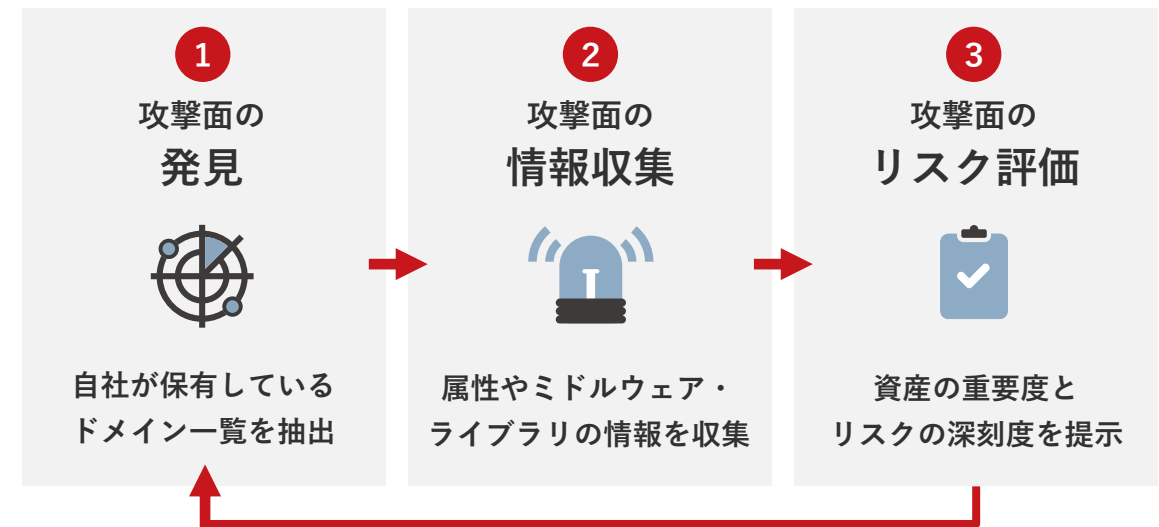 1
攻撃面の
発見
自社が保有している
ドメイン一覧を抽出
2
攻撃面の
情報収集
属性やミドルウェア・
ライブラリの情報を収集
3
攻撃面の
リスク評価
資産の重要度と
リスクの深刻度を提示